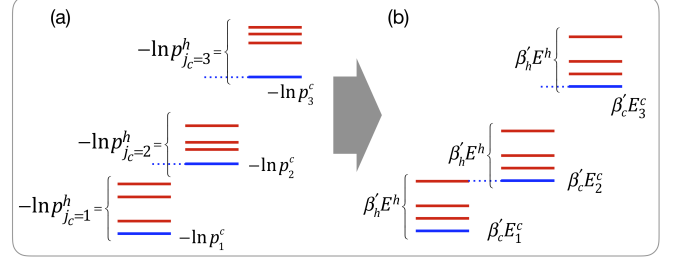 (a)
−ln p^h_{j_c=3} =
−ln p^c_3
−ln p^h_{j_c=2} =
−ln p^c_2
−ln p^h_{j_c=1} =
−ln p^c_1
(b)
β′_h E^h
β′_c E^c_3
β′_h E^h
β′_c E^c_2
β′_h E^h
β′_c E^c_1